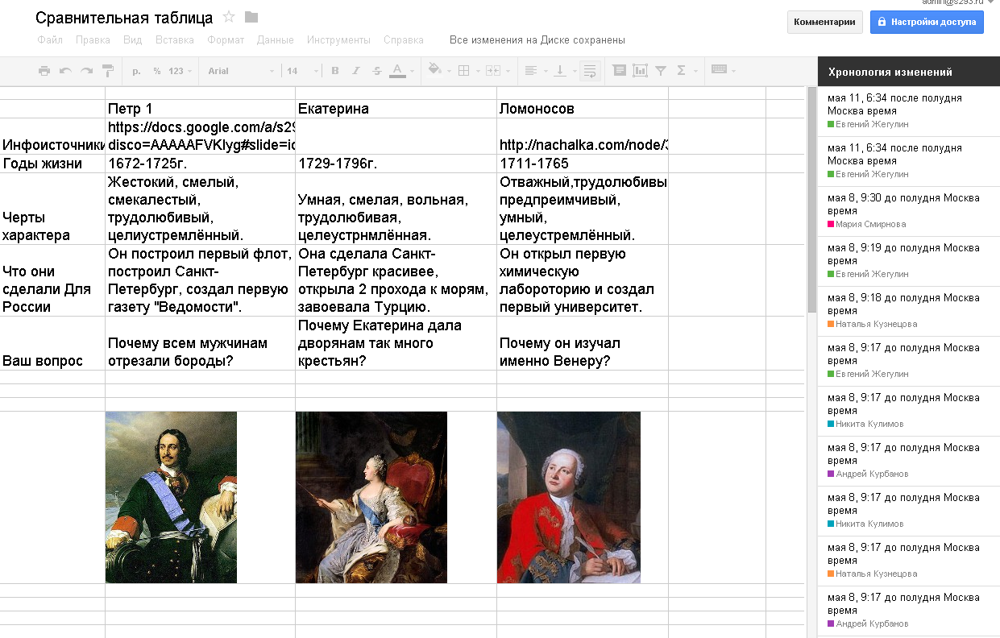 admin@s293.ru
Сравнительная таблица
Файл Правка Вид Вставка Формат Данные Инструменты Справка Все изменения на Диске сохранены
Комментарии
Настройки доступа
р. % 123 Arial 14 B I S A Σ
Петр 1 Екатерина Ломоносов
https://docs.google.com/a/s29
Инфоисточники disco=AAAAAFVKlyg#slide=id http://nachalka.com/node/3
Годы жизни 1672-1725г. 1729-1796г. 1711-1765
Черты
характера
Жестокий, смелый,
смекалестый,
трудолюбивый,
целиустремлённый.
Умная, смелая, вольная,
трудолюбивая,
целеустрнмлённая.
Отважный,трудолюбивы
предпреимчивый,
умный,
целеустремлённый.
Что они
сделали Для
России
Он построил первый флот,
построил Санкт-
Петербург, создал первую
газету "Ведомости".
Она сделала Санкт-
Петербург красивее,
открыла 2 прохода к морям,
завоевала Турцию.
Он открыл первую
химическую
лабороторию и создал
первый университет.
Ваш вопрос
Почему всем мужчинам
отрезали бороды?
Почему Екатерина дала
дворянам так много
крестьян?
Почему он изучал
именно Венеру?
Хронология изменений
мая 11, 6:34 после полудня
Москва время
Евгений Жегулин
мая 11, 6:34 после полудня
Москва время
Евгений Жегулин
мая 8, 9:30 до полудня Москва
время
Мария Смирнова
мая 8, 9:19 до полудня Москва
время
Евгений Жегулин
мая 8, 9:18 до полудня Москва
время
Наталья Кузнецова
мая 8, 9:17 до полудня Москва
время
Евгений Жегулин
мая 8, 9:17 до полудня Москва
время
Никита Кулимов
мая 8, 9:17 до полудня Москва
время
Андрей Курбанов
мая 8, 9:17 до полудня Москва
время
Никита Кулимов
мая 8, 9:17 до полудня Москва
время
Наталья Кузнецова
мая 8, 9:17 до полудня Москва
время
Андрей Курбанов